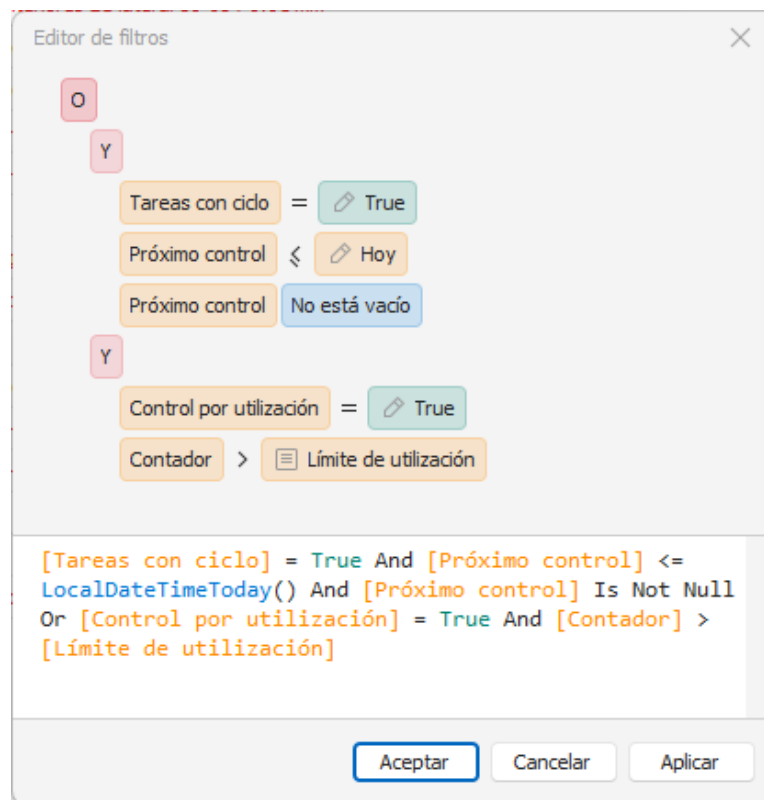 Editor de filtros
O
Y
Tareas con ciclo = True
Próximo control ≤ Hoy
Próximo control No está vacío
Y
Control por utilización = True
Contador > Límite de utilización
[Tareas con ciclo] = True And [Próximo control] <=
LocalDateTimeToday() And [Próximo control] Is Not Null
Or [Control por utilización] = True And [Contador] >
[Límite de utilización]
Aceptar Cancelar Aplicar